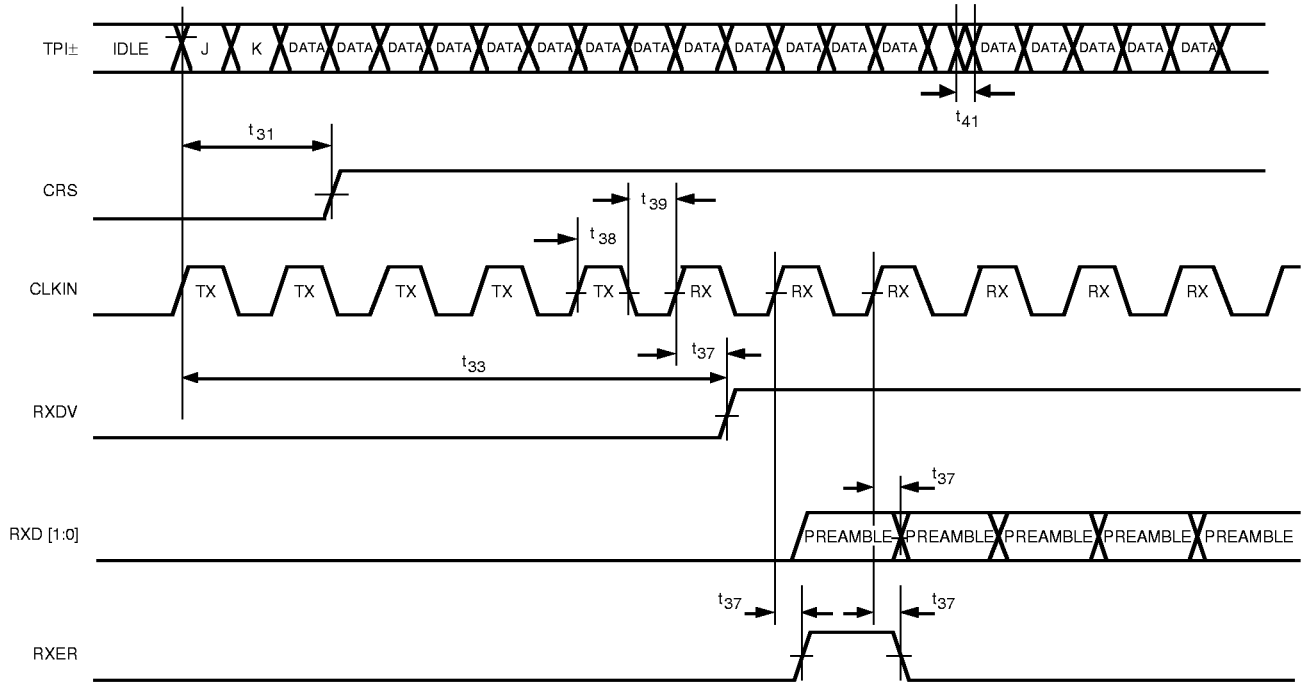 TPI± IDLE J K DATA DATA DATA DATA DATA DATA DATA DATA DATA DATA DATA DATA DATA DATA DATA DATA DATA DATA
t41
t31
CRS
t39
t38
CLKIN TX TX TX TX TX RX RX RX RX RX RX
t37
t33
RXDV
t37
RXD [1:0] PREAMBLE PREAMBLE PREAMBLE PREAMBLE PREAMBLE
t37 t37
RXER